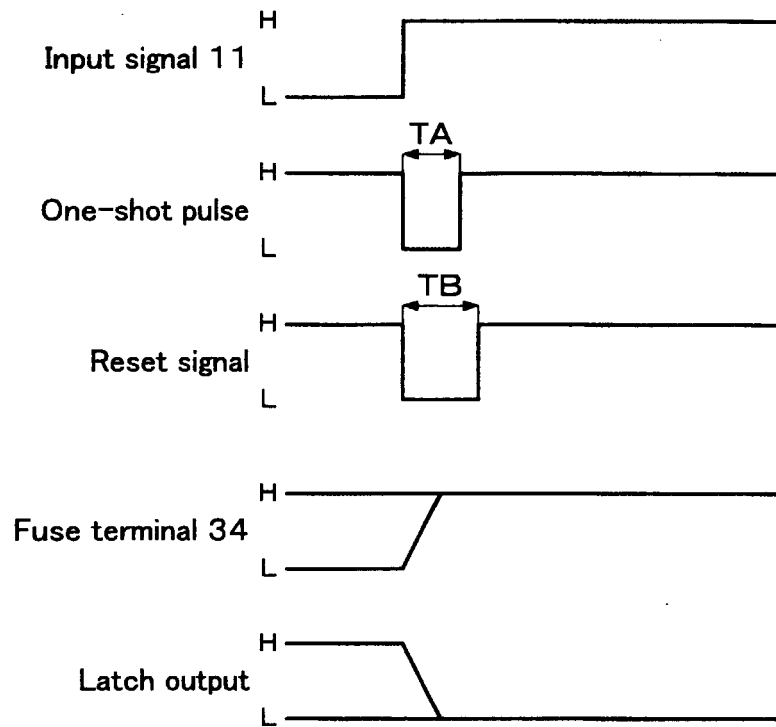 H
Input signal 11
L
TA
H
One-shot pulse
L
TB
H
Reset signal
L
H
Fuse terminal 34
L
H
Latch output
L